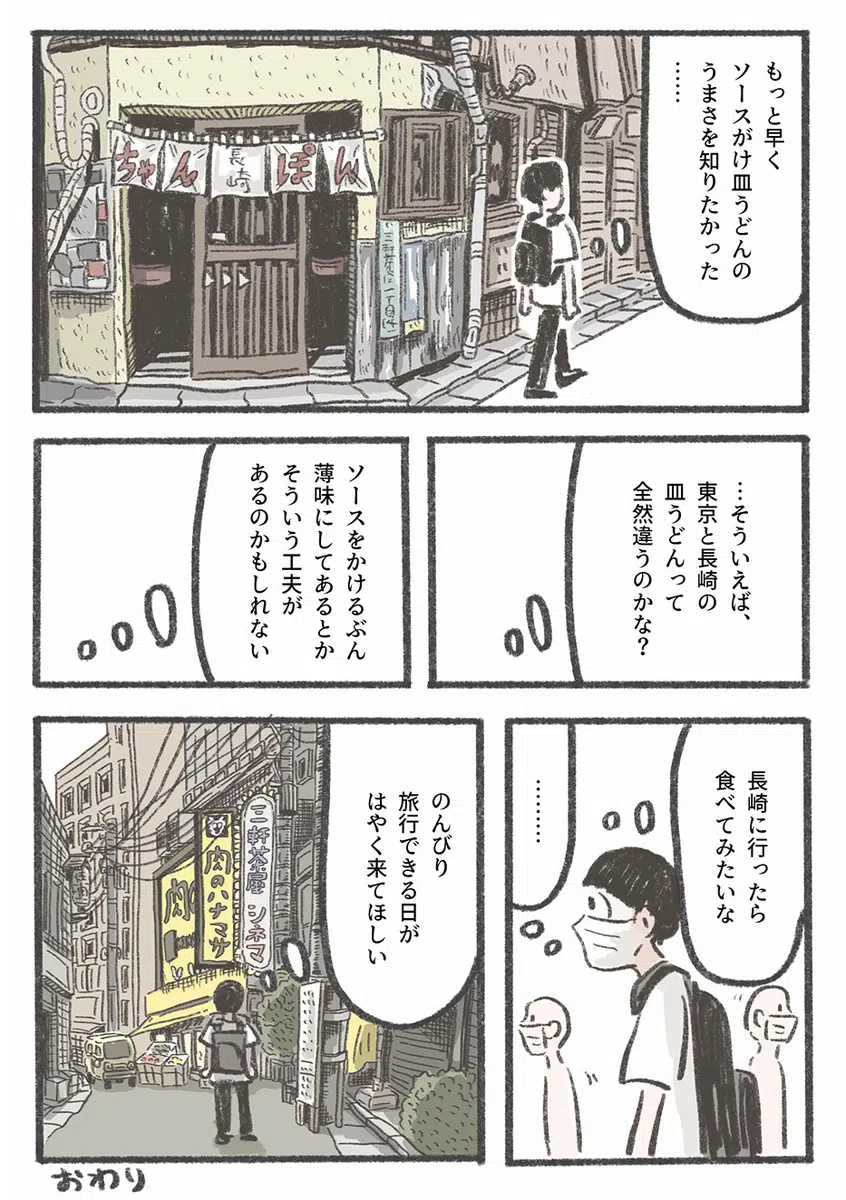 もっと早く
ソースがけ皿うどんの
うまさを知りたかった
……
ちゃん長崎ぽん
三軒茶屋
…そういえば、
東京と長崎の
皿うどんって
全然違うのかな？
ソースをかけるぶん
薄味にしてあるとか
そういう工夫が
あるのかもしれない
長崎に行ったら
食べてみたいな
………
のんびり
旅行できる日が
はやく来てほしい
三軒茶屋シネマ
肉のハナマサ
肉
おわり